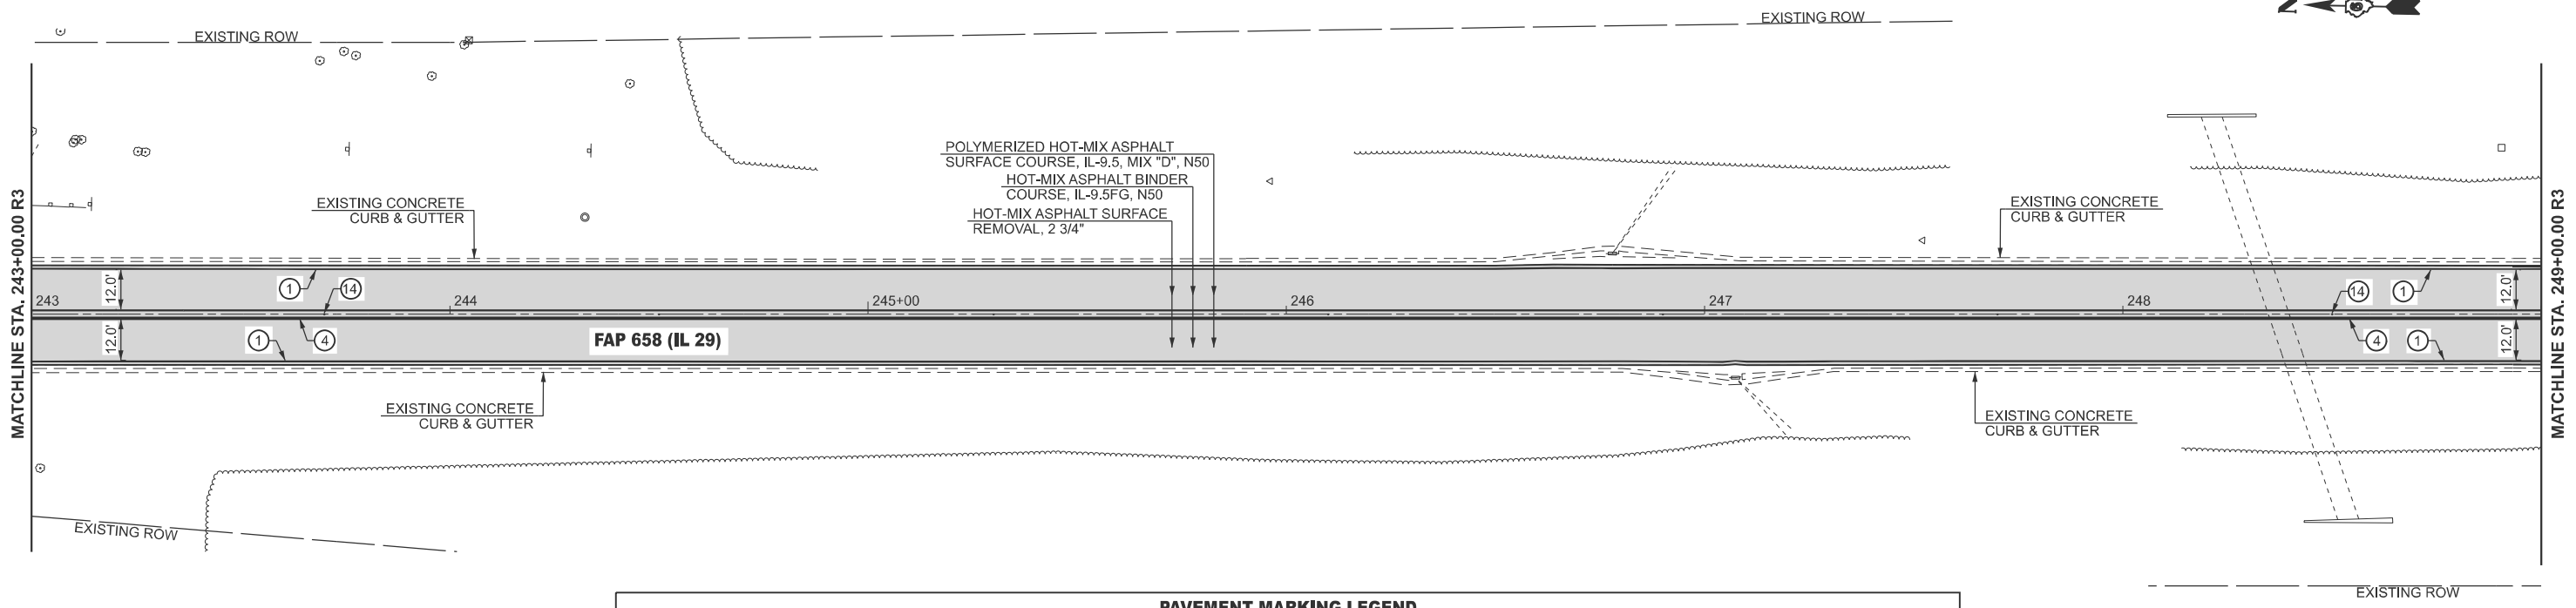 EXISTING ROW
EXISTING ROW
N
POLYMERIZED HOT-MIX ASPHALT
SURFACE COURSE, IL-9.5, MIX "D", N50
HOT-MIX ASPHALT BINDER
COURSE, IL-9.5FG, N50
HOT-MIX ASPHALT SURFACE
REMOVAL, 2 3/4"
EXISTING CONCRETE
CURB & GUTTER
EXISTING CONCRETE
CURB & GUTTER
MATCHLINE STA. 243+00.00 R3
MATCHLINE STA. 249+00.00 R3
12.0'
1
14
14
1
12.0'
243
244
245+00
246
247
248
12.0'
1
4
FAP 658 (IL 29)
4
1
12.0'
EXISTING CONCRETE
CURB & GUTTER
EXISTING CONCRETE
CURB & GUTTER
EXISTING ROW
EXISTING ROW
PAVEMENT MARKING LEGEND